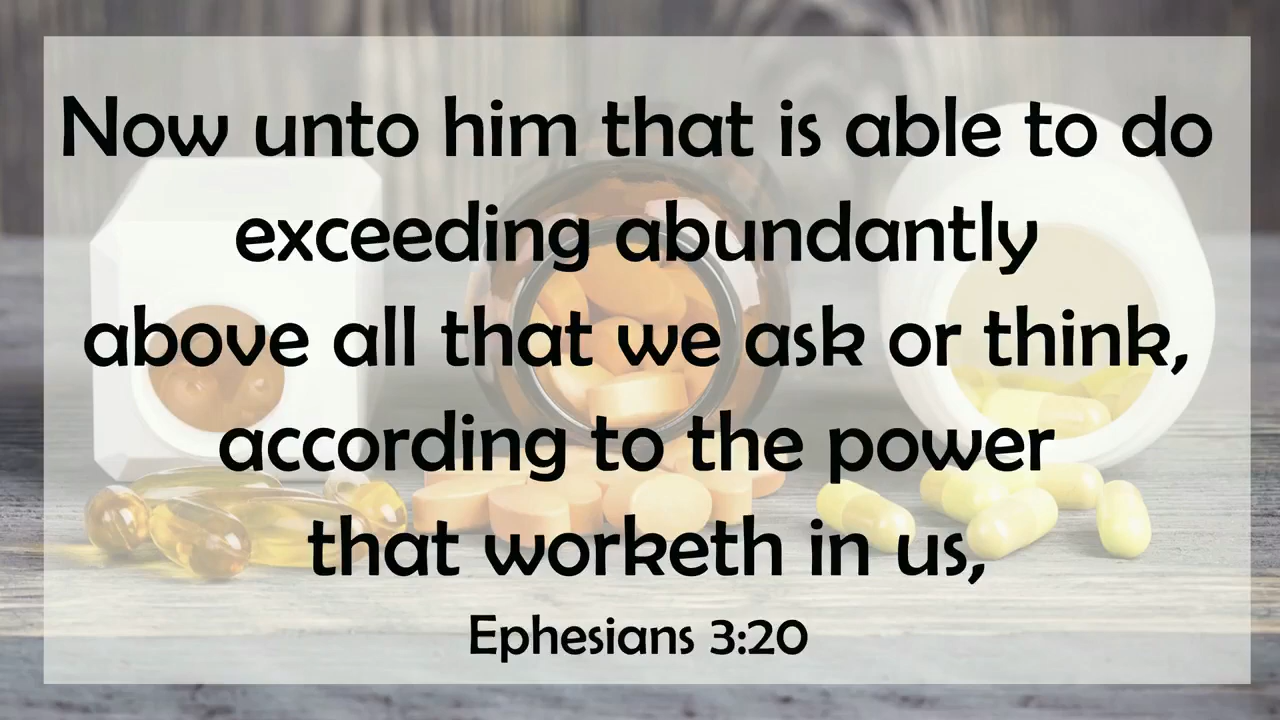 Now unto him that is able to do
exceeding abundantly
above all that we ask or think,
according to the power
that worketh in us,
Ephesians 3:20